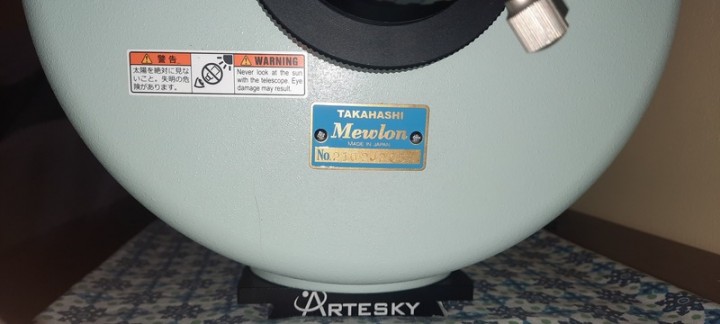 警告
太陽を絶対に見な
いこと。失明の危
険があります。
WARNING
Never look at the sun
with the telescope. Eye
damage may result.
TAKAHASHI
Mewlon
MADE IN JAPAN
No.
ARTESKY